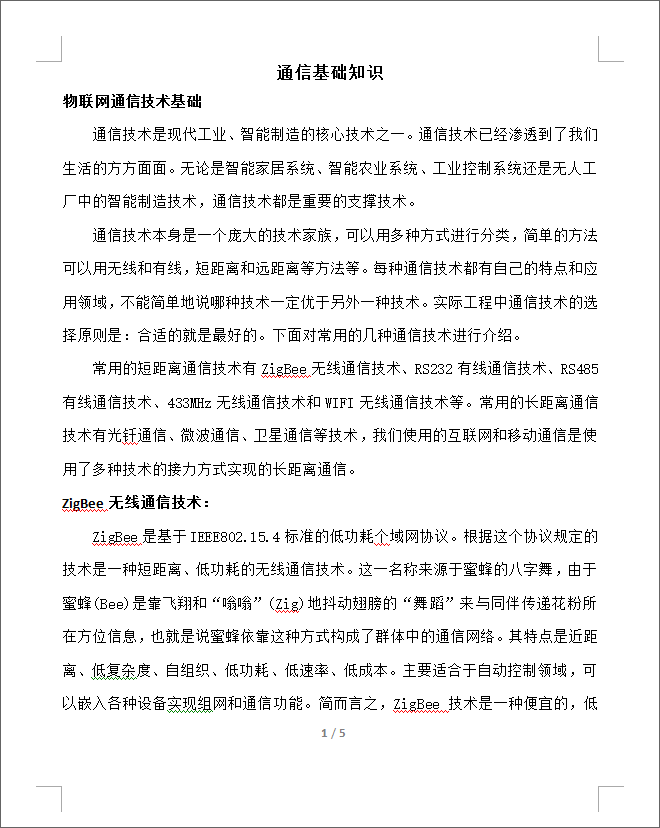 通信基础知识
物联网通信技术基础
通信技术是现代工业、智能制造的核心技术之一。通信技术已经渗透到了我们
生活的方方面面。无论是智能家居系统、智能农业系统、工业控制系统还是无人工
厂中的智能制造技术，通信技术都是重要的支撑技术。
通信技术本身是一个庞大的技术家族，可以用多种方式进行分类，简单的方法
可以用无线和有线，短距离和远距离等方法等。每种通信技术都有自己的特点和应
用领域，不能简单地说哪种技术一定优于另外一种技术。实际工程中通信技术的选
择原则是：合适的就是最好的。下面对常用的几种通信技术进行介绍。
常用的短距离通信技术有 ZigBee 无线通信技术、RS232 有线通信技术、RS485
有线通信技术、433MHz 无线通信技术和 WIFI 无线通信技术等。常用的长距离通信
技术有光钎通信、微波通信、卫星通信等技术，我们使用的互联网和移动通信是使
用了多种技术的接力方式实现的长距离通信。
ZigBee 无线通信技术：
ZigBee 是基于 IEEE802.15.4 标准的低功耗个域网协议。根据这个协议规定的
技术是一种短距离、低功耗的无线通信技术。这一名称来源于蜜蜂的八字舞，由于
蜜蜂(Bee)是靠飞翔和“嗡嗡”(Zig)地抖动翅膀的“舞蹈”来与同伴传递花粉所
在方位信息，也就是说蜜蜂依靠这种方式构成了群体中的通信网络。其特点是近距
离、低复杂度、自组织、低功耗、低速率、低成本。主要适合于自动控制领域，可
以嵌入各种设备实现组网和通信功能。简而言之，ZigBee 技术是一种便宜的，低
1 / 5